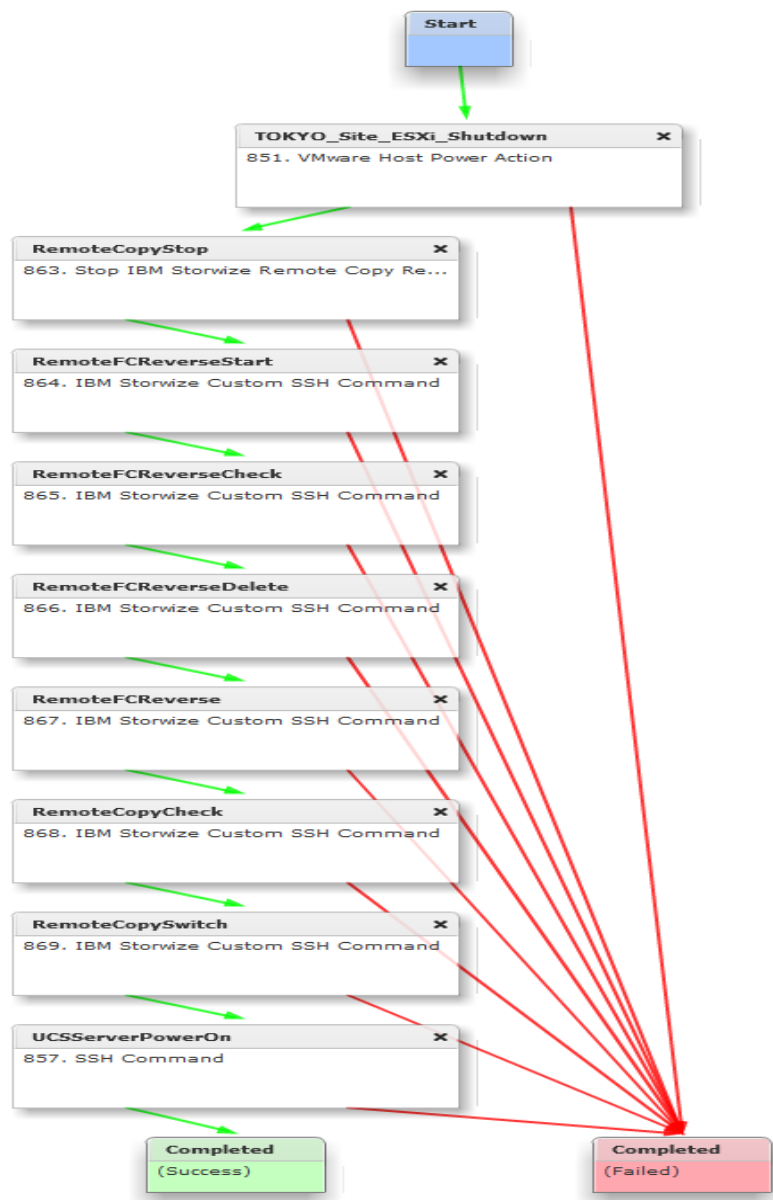 Start
TOKYO_Site_ESXi_Shutdown
851. VMware Host Power Action
RemoteCopyStop
863. Stop IBM Storwize Remote Copy Re...
RemoteFCReverseStart
864. IBM Storwize Custom SSH Command
RemoteFCReverseCheck
865. IBM Storwize Custom SSH Command
RemoteFCReverseDelete
866. IBM Storwize Custom SSH Command
RemoteFCReverse
867. IBM Storwize Custom SSH Command
RemoteCopyCheck
868. IBM Storwize Custom SSH Command
RemoteCopySwitch
869. IBM Storwize Custom SSH Command
UCSServerPowerOn
857. SSH Command
Completed
(Success)
Completed
(Failed)